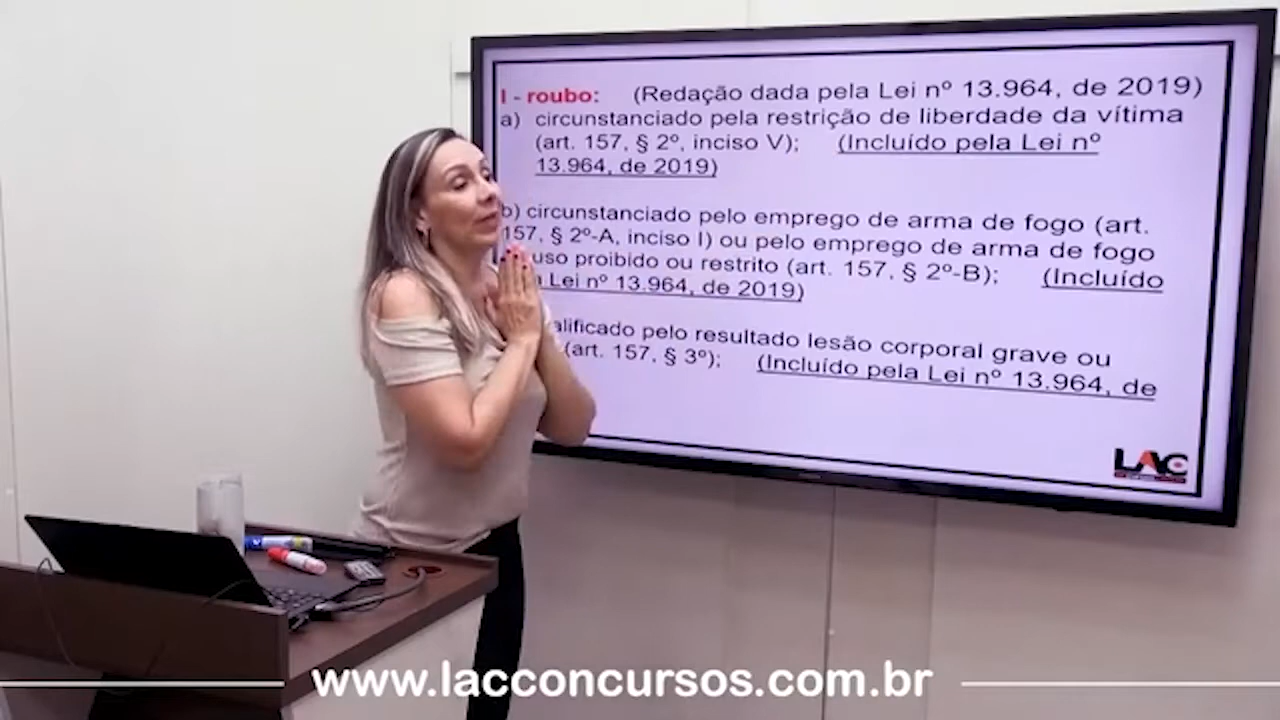 I - roubo: (Redação dada pela Lei nº 13.964, de 2019)
a) circunstanciado pela restrição de liberdade da vítima
(art. 157, § 2º, inciso V); (Incluído pela Lei nº
13.964, de 2019)
b) circunstanciado pelo emprego de arma de fogo (art.
157, § 2º-A, inciso I) ou pelo emprego de arma de fogo
uso proibido ou restrito (art. 157, § 2º-B); (Incluído
Lei nº 13.964, de 2019)
alificado pelo resultado lesão corporal grave ou
(art. 157, § 3º); (Incluído pela Lei nº 13.964, de
LAC
www.lacconcursos.com.br